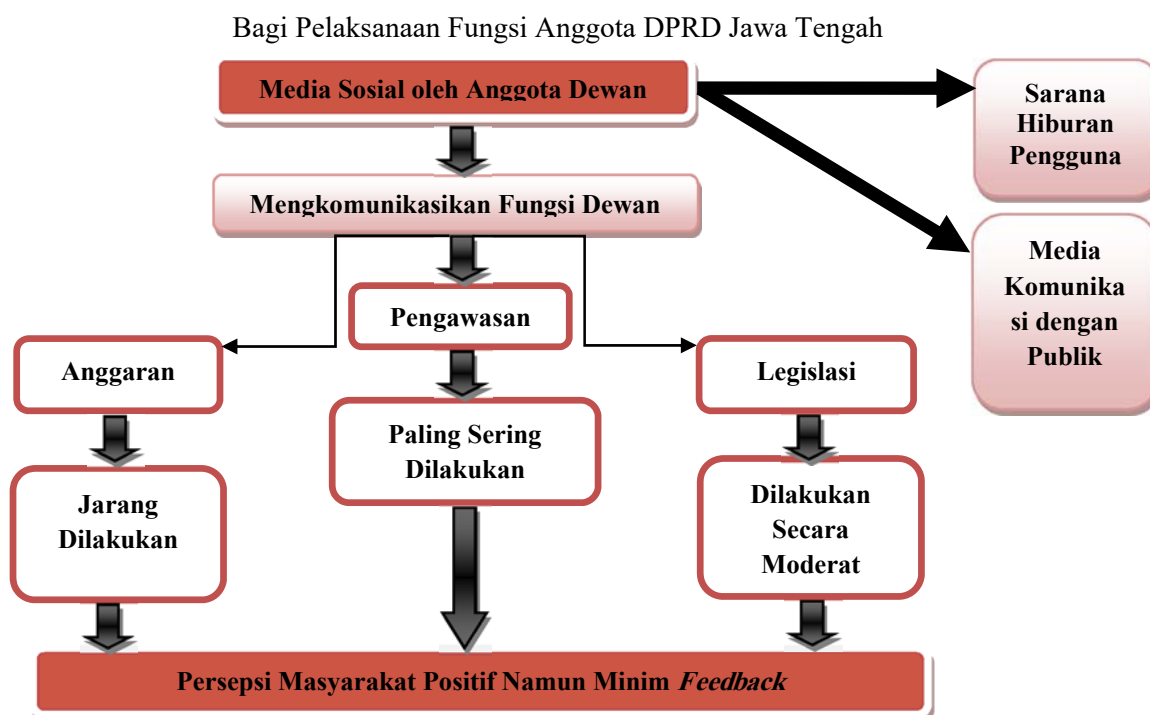 Bagi Pelaksanaan Fungsi Anggota DPRD Jawa Tengah
Media Sosial oleh Anggota Dewan
Sarana
Hiburan
Pengguna
Mengkomunikasikan Fungsi Dewan
Media
Komunika
si dengan
Publik
Pengawasan
Anggaran
Legislasi
Paling Sering
Dilakukan
Jarang
Dilakukan
Dilakukan
Secara
Moderat
Persepsi Masyarakat Positif Namun Minim Feedback